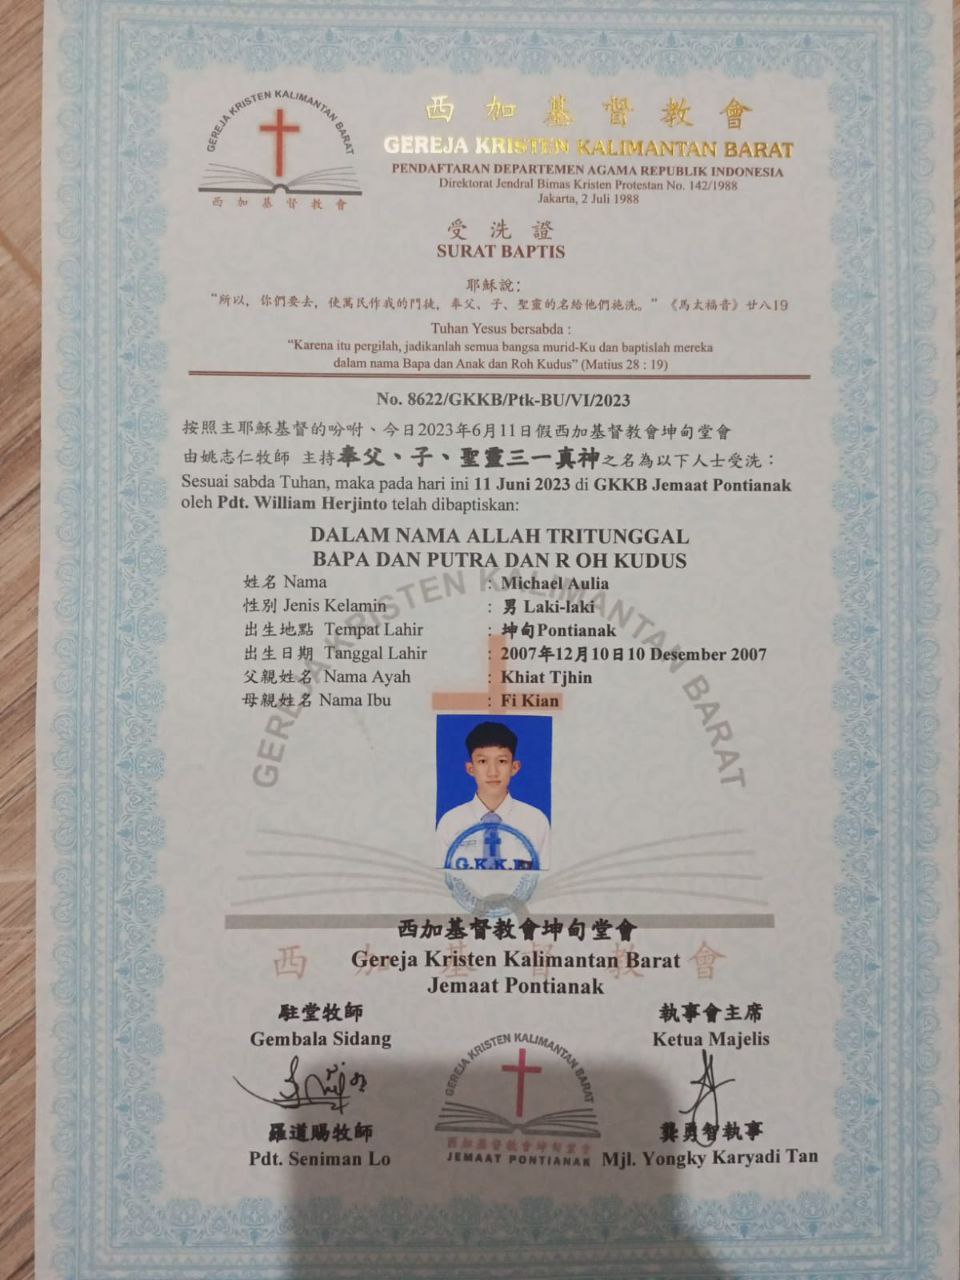 GEREJA KRISTEN KALIMANTAN BARAT
西加基督教會
西加基督教會
GEREJA KRISTEN KALIMANTAN BARAT
PENDAFTARAN DEPARTEMEN AGAMA REPUBLIK INDONESIA
Direktorat Jendral Bimas Kristen Protestan No. 142/1988
Jakarta, 2 Juli 1988
受洗證
SURAT BAPTIS
耶穌說：
“所以，你們要去，使萬民作我的門徒，奉父、子、聖靈的名給他們施洗。” 《馬太福音》廿八19
Tuhan Yesus bersabda :
“Karena itu pergilah, jadikanlah semua bangsa murid-Ku dan baptislah mereka
dalam nama Bapa dan Anak dan Roh Kudus” (Matius 28 : 19)
No. 8622/GKKB/Ptk-BU/VI/2023
按照主耶穌基督的吩咐、今日2023年6月11日假西加基督教會坤甸堂會
由姚志仁牧師 主持奉父、子、聖靈三一真神之名為以下人士受洗：
Sesuai sabda Tuhan, maka pada hari ini 11 Juni 2023 di GKKB Jemaat Pontianak
oleh Pdt. William Herjinto telah dibaptiskan:
DALAM NAMA ALLAH TRITUNGGAL
BAPA DAN PUTRA DAN R OH KUDUS
姓名 Nama : Michael Aulia
性別 Jenis Kelamin : 男 Laki-laki
出生地點 Tempat Lahir : 坤甸Pontianak
出生日期 Tanggal Lahir : 2007年12月10日10 Desember 2007
父親姓名 Nama Ayah : Khiat Tjhin
母親姓名 Nama Ibu : Fi Kian
GEREJA KRISTEN KALIMANTAN BARAT
G.K.K.B
西加基督教會坤甸堂會
西加基督教會
Gereja Kristen Kalimantan Barat
Jemaat Pontianak
駐堂牧師
Gembala Sidang
羅道賜牧師
Pdt. Seniman Lo
GEREJA KRISTEN KALIMANTAN BARAT
西加基督教會坤甸堂會
JEMAAT PONTIANAK
執事會主席
Ketua Majelis
龔勇智執事
Mjl. Yongky Karyadi Tan